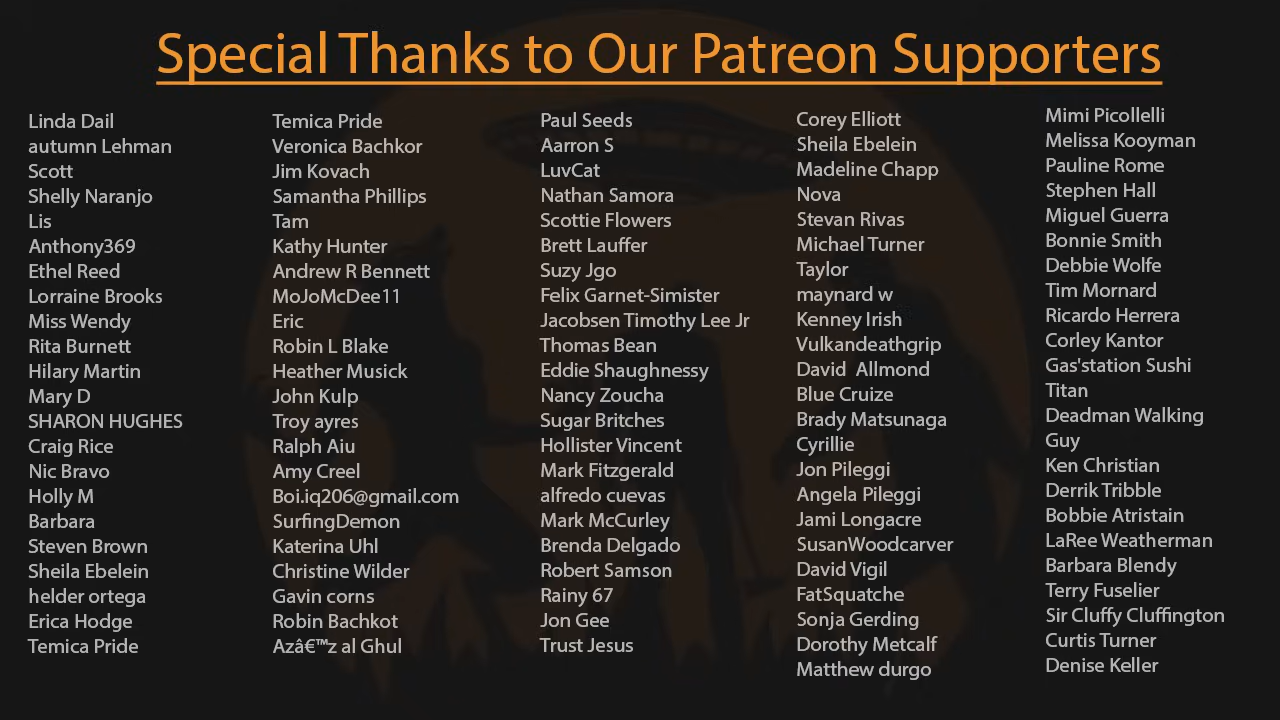 Special Thanks to Our Patreon Supporters
Linda Dail
autumn Lehman
Scott
Shelly Naranjo
Lis
Anthony369
Ethel Reed
Lorraine Brooks
Miss Wendy
Rita Burnett
Hilary Martin
Mary D
SHARON HUGHES
Craig Rice
Nic Bravo
Holly M
Barbara
Steven Brown
Sheila Ebelein
helder ortega
Erica Hodge
Temica Pride
Temica Pride
Veronica Bachkor
Jim Kovach
Samantha Phillips
Tam
Kathy Hunter
Andrew R Bennett
MoJoMcDee11
Eric
Robin L Blake
Heather Musick
John Kulp
Troy ayres
Ralph Aiu
Amy Creel
Boi.iq206@gmail.com
SurfingDemon
Katerina Uhl
Christine Wilder
Gavin corns
Robin Bachkot
Azâ€™z al Ghul
Paul Seeds
Aarron S
LuvCat
Nathan Samora
Scottie Flowers
Brett Lauffer
Suzy Jgo
Felix Garnet-Simister
Jacobsen Timothy Lee Jr
Thomas Bean
Eddie Shaughnessy
Nancy Zoucha
Sugar Britches
Hollister Vincent
Mark Fitzgerald
alfredo cuevas
Mark McCurley
Brenda Delgado
Robert Samson
Rainy 67
Jon Gee
Trust Jesus
Corey Elliott
Sheila Ebelein
Madeline Chapp
Nova
Stevan Rivas
Michael Turner
Taylor
maynard w
Kenney Irish
Vulkandeathgrip
David  Allmond
Blue Cruize
Brady Matsunaga
Cyrillie
Jon Pileggi
Angela Pileggi
Jami Longacre
SusanWoodcarver
David Vigil
FatSquatche
Sonja Gerding
Dorothy Metcalf
Matthew durgo
Mimi Picollelli
Melissa Kooyman
Pauline Rome
Stephen Hall
Miguel Guerra
Bonnie Smith
Debbie Wolfe
Tim Mornard
Ricardo Herrera
Corley Kantor
Gas'station Sushi
Titan
Deadman Walking
Guy
Ken Christian
Derrik Tribble
Bobbie Atristain
LaRee Weatherman
Barbara Blendy
Terry Fuselier
Sir Cluffy Cluffington
Curtis Turner
Denise Keller